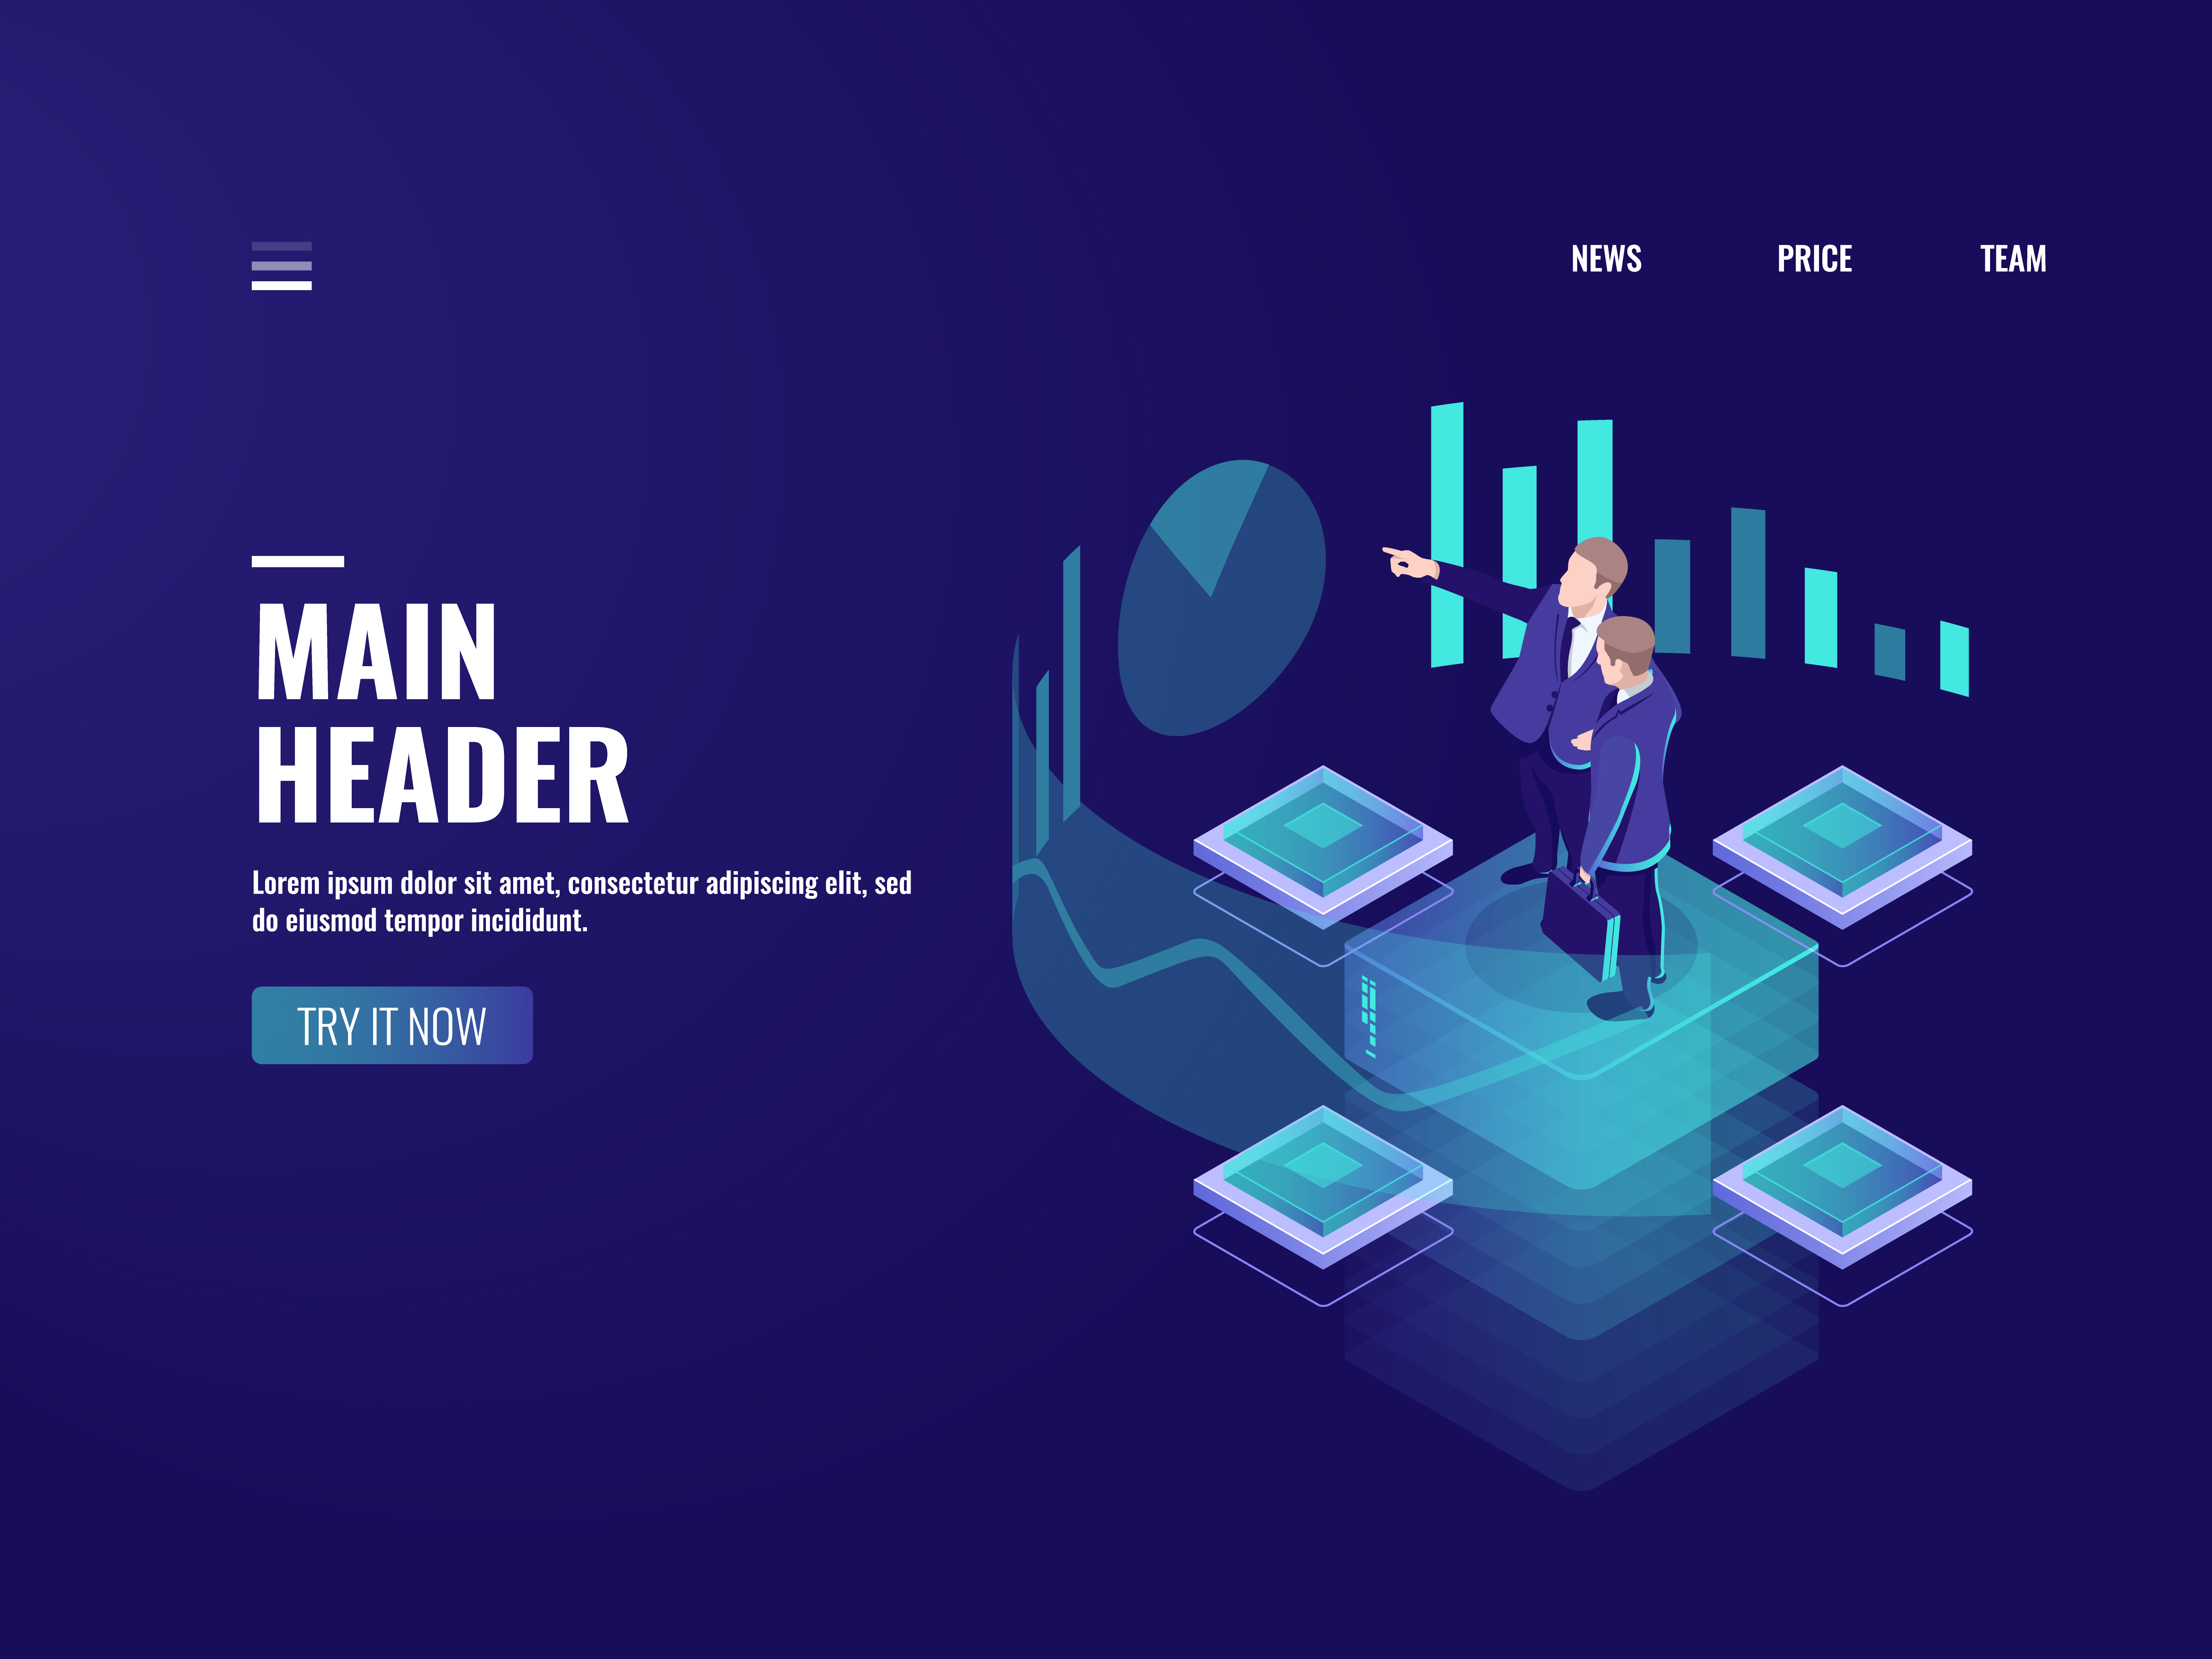 NEWS PRICE TEAM
MAIN
HEADER
Lorem ipsum dolor sit amet, consectetur adipiscing elit, sed
do eiusmod tempor incididunt.
TRY IT NOW